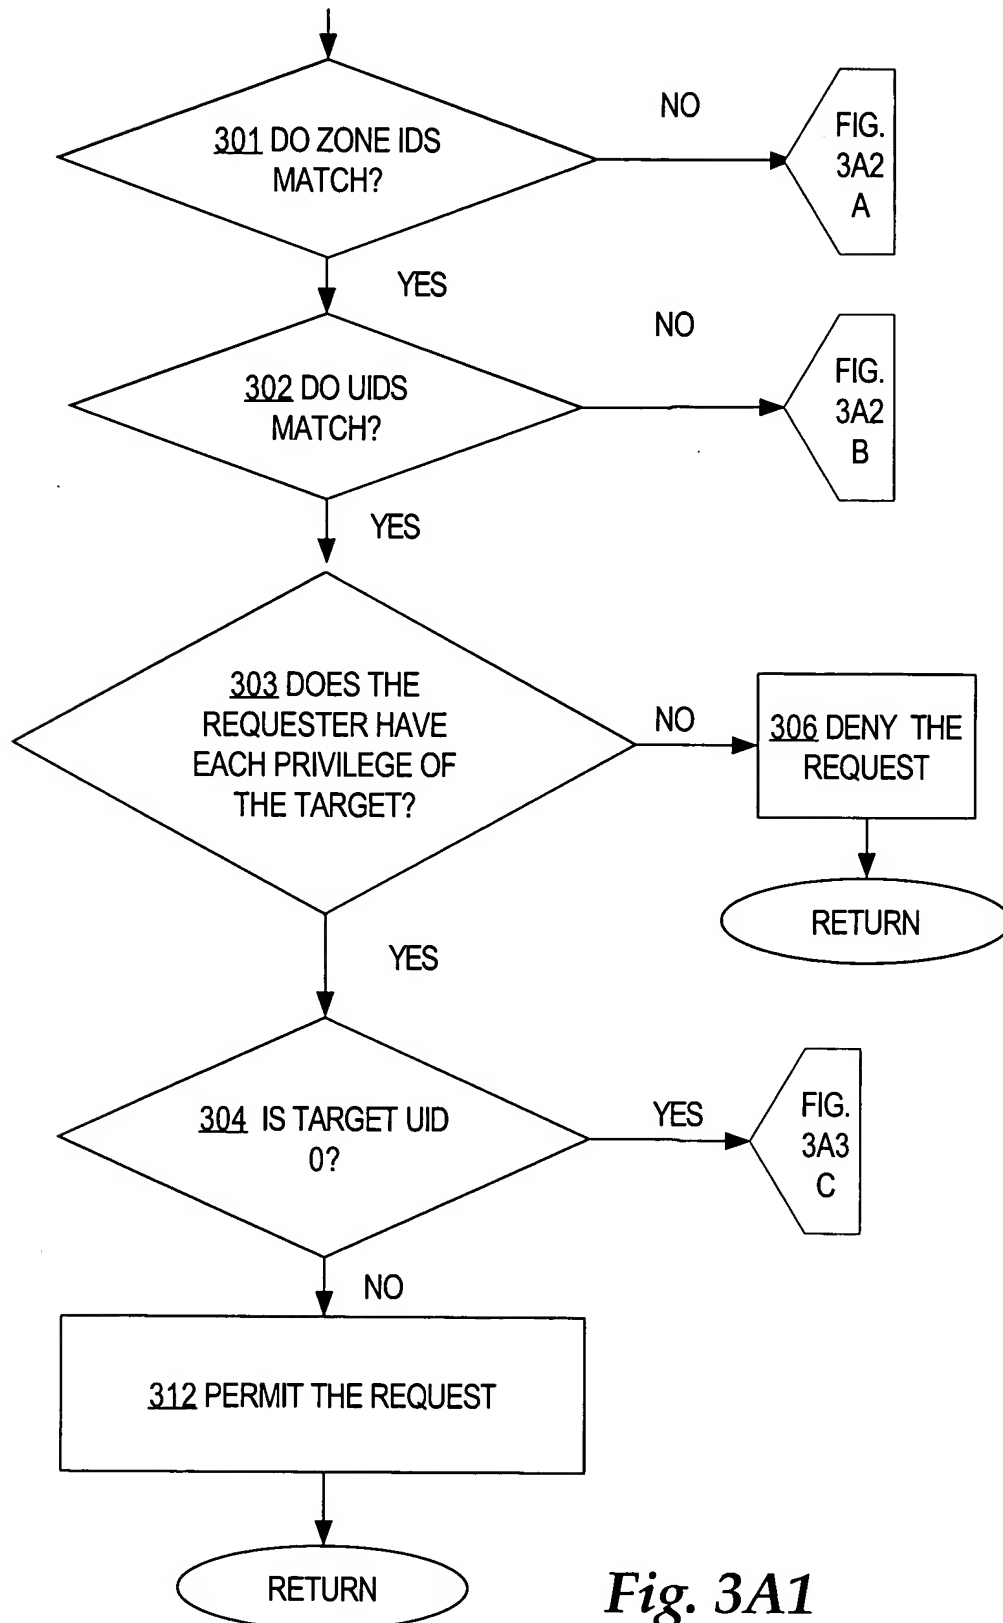 301 DO ZONE IDS
MATCH?
NO
FIG.
3A2
A
YES
302 DO UIDS
MATCH?
NO
FIG.
3A2
B
YES
303 DOES THE
REQUESTER HAVE
EACH PRIVILEGE OF
THE TARGET?
NO
306 DENY THE
REQUEST
RETURN
YES
304 IS TARGET UID
0?
YES
FIG.
3A3
C
NO
312 PERMIT THE REQUEST
RETURN
Fig. 3A1